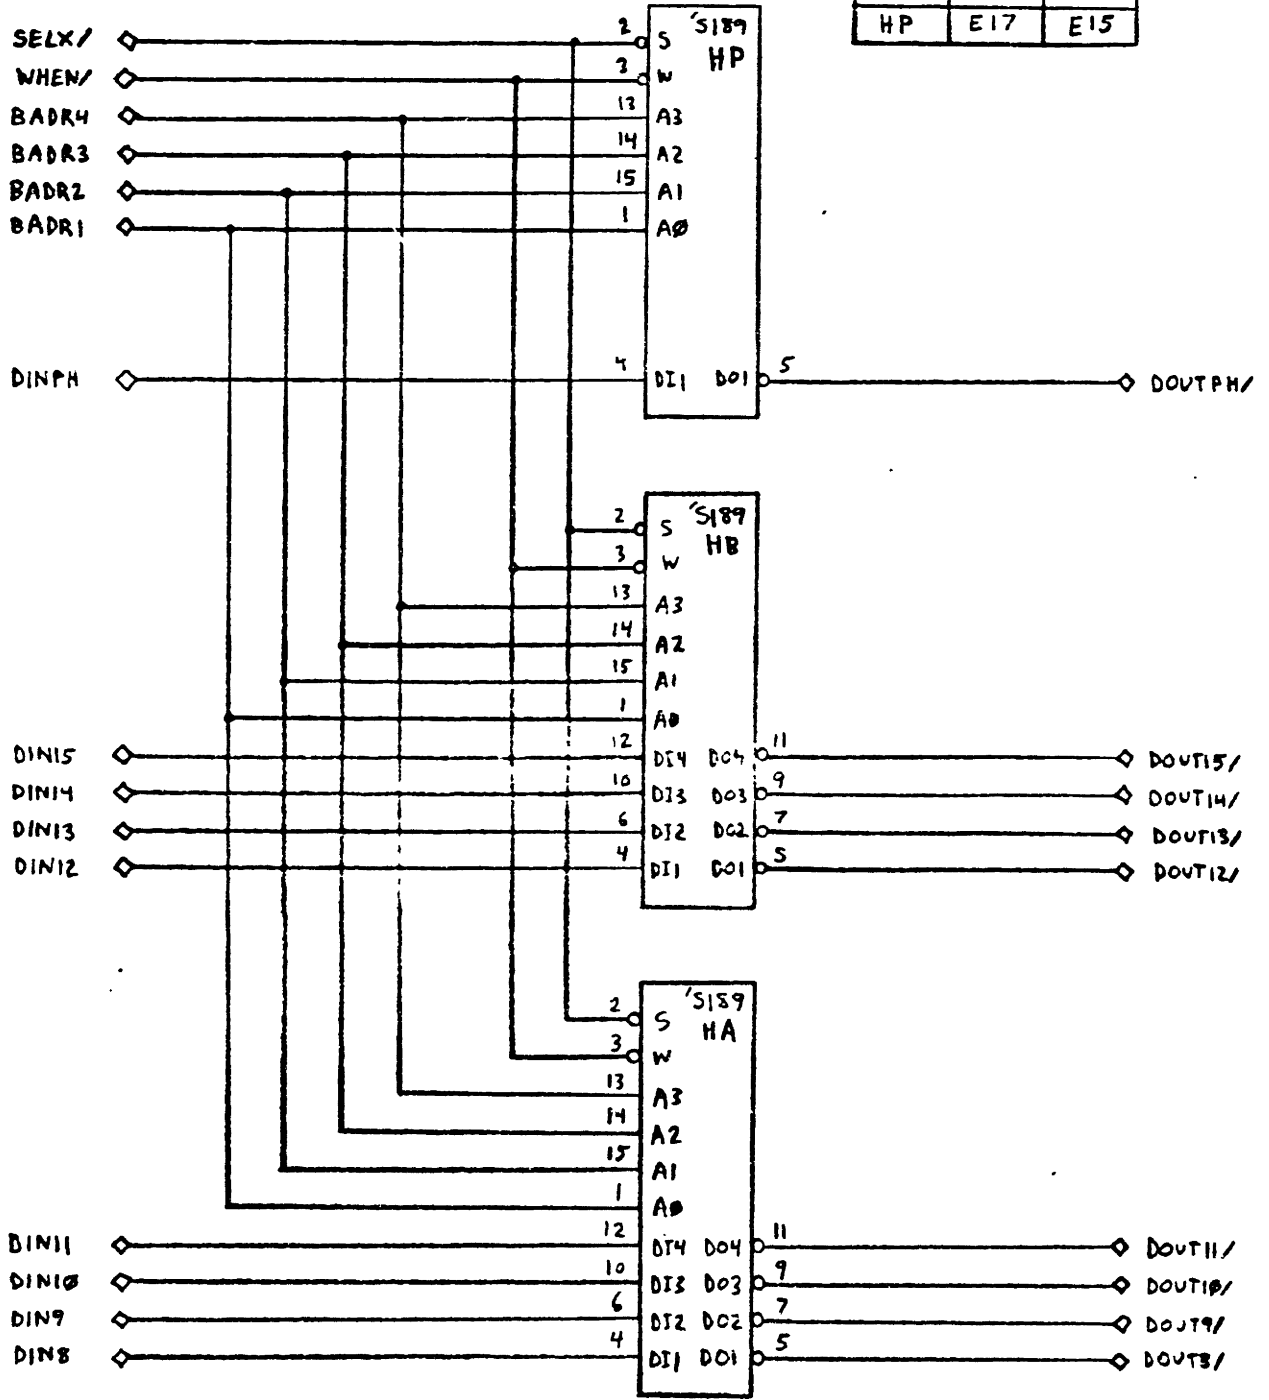 HP E17 E15
SELX/ 2 S 'S189
HP
WHEN/ 3 W
BADR4 13 A3
BADR3 14 A2
BADR2 15 A1
BADR1 1 AØ
DINPH 4 DI1 DO1 5 DOUTPH/
2 S 'S189
HB
3 W
13 A3
14 A2
15 A1
1 AØ
DIN15 12 DI4 DO4 11 DOUT15/
DIN14 10 DI3 DO3 9 DOUT14/
DIN13 6 DI2 DO2 7 DOUT13/
DIN12 4 DI1 DO1 5 DOUT12/
2 S 'S189
HA
3 W
13 A3
14 A2
15 A1
1 AØ
DIN11 12 DI4 DO4 11 DOUT11/
DIN1Ø 10 DI3 DO3 9 DOUT1Ø/
DIN9 6 DI2 DO2 7 DOUT9/
DIN8 4 DI1 DO1 5 DOUT8/